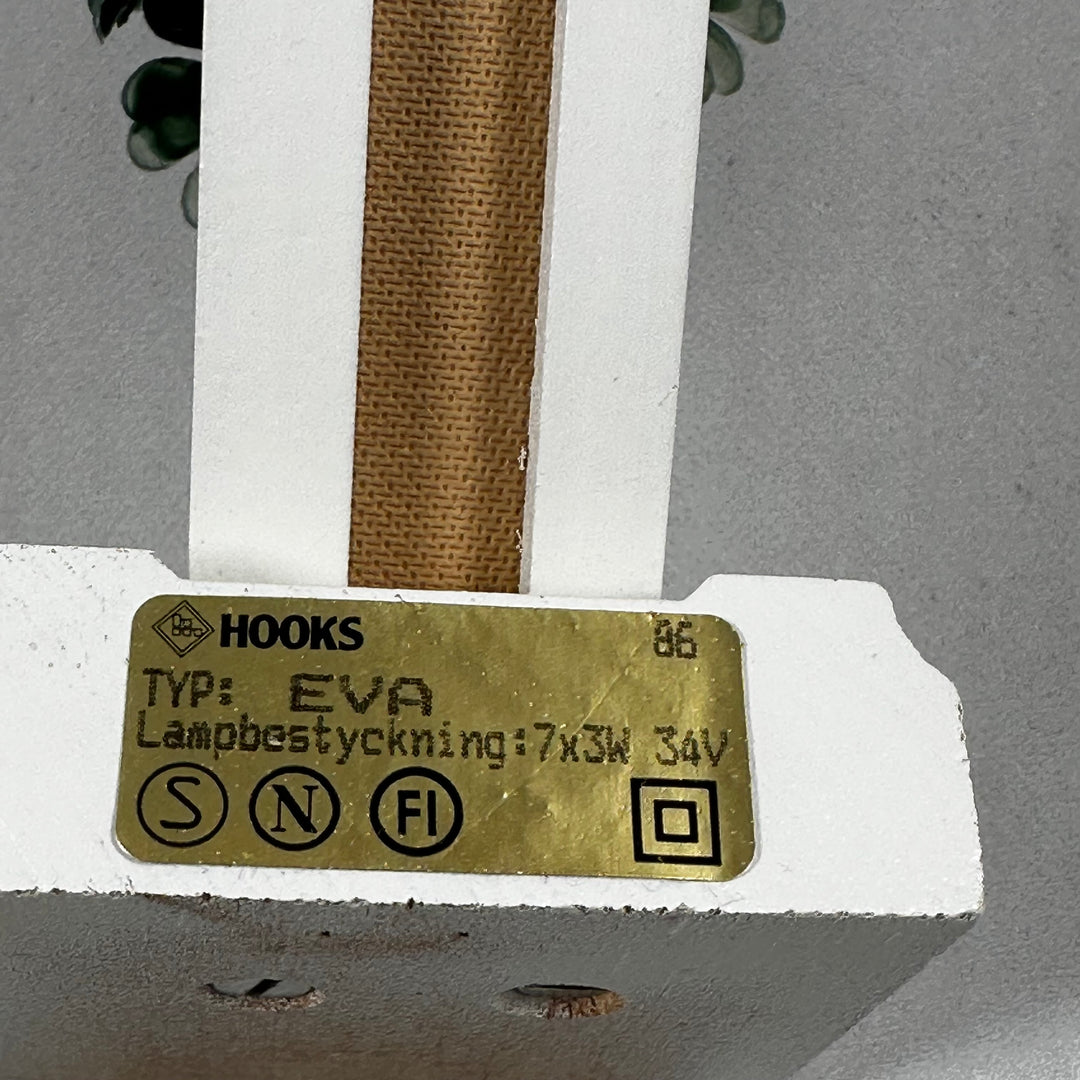 HOOKS 86
TYP: EVA
Lampbestyckning:7x3W 34V
S N FI